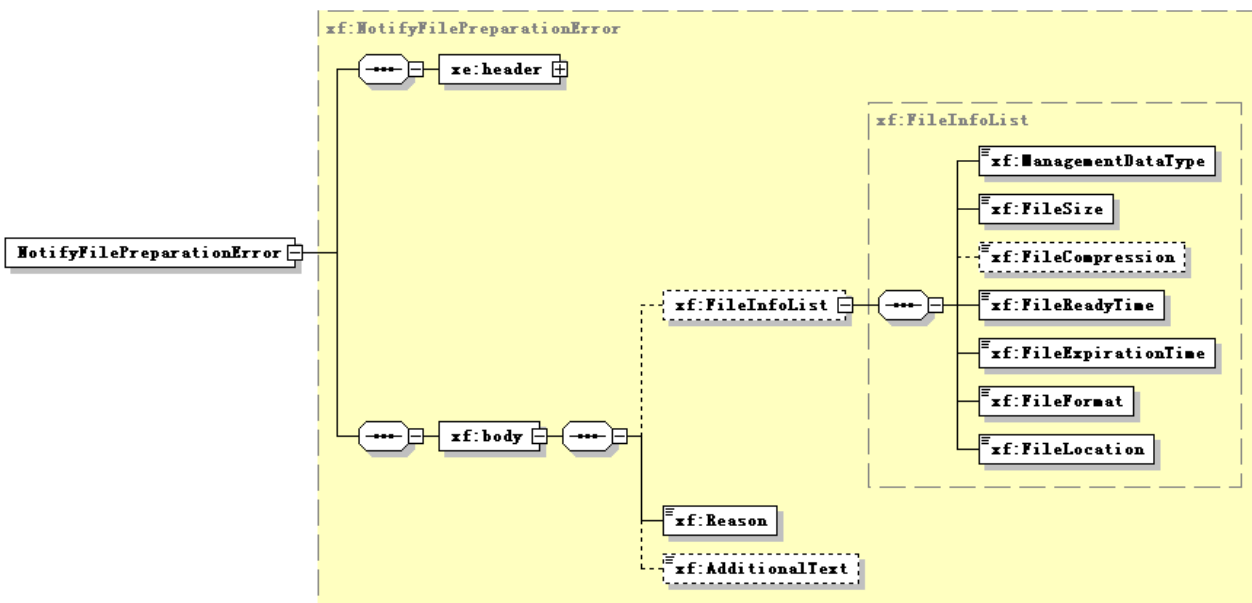 xf:NotifyFilePreparationError
xe:header
xf:FileInfoList
xf:ManagementDataType
xf:FileSize
xf:FileCompression
NotifyFilePreparationError
xf:FileInfoList
xf:FileReadyTime
xf:FileExpirationTime
xf:FileFormat
xf:body
xf:FileLocation
xf:Reason
xf:AdditionalText